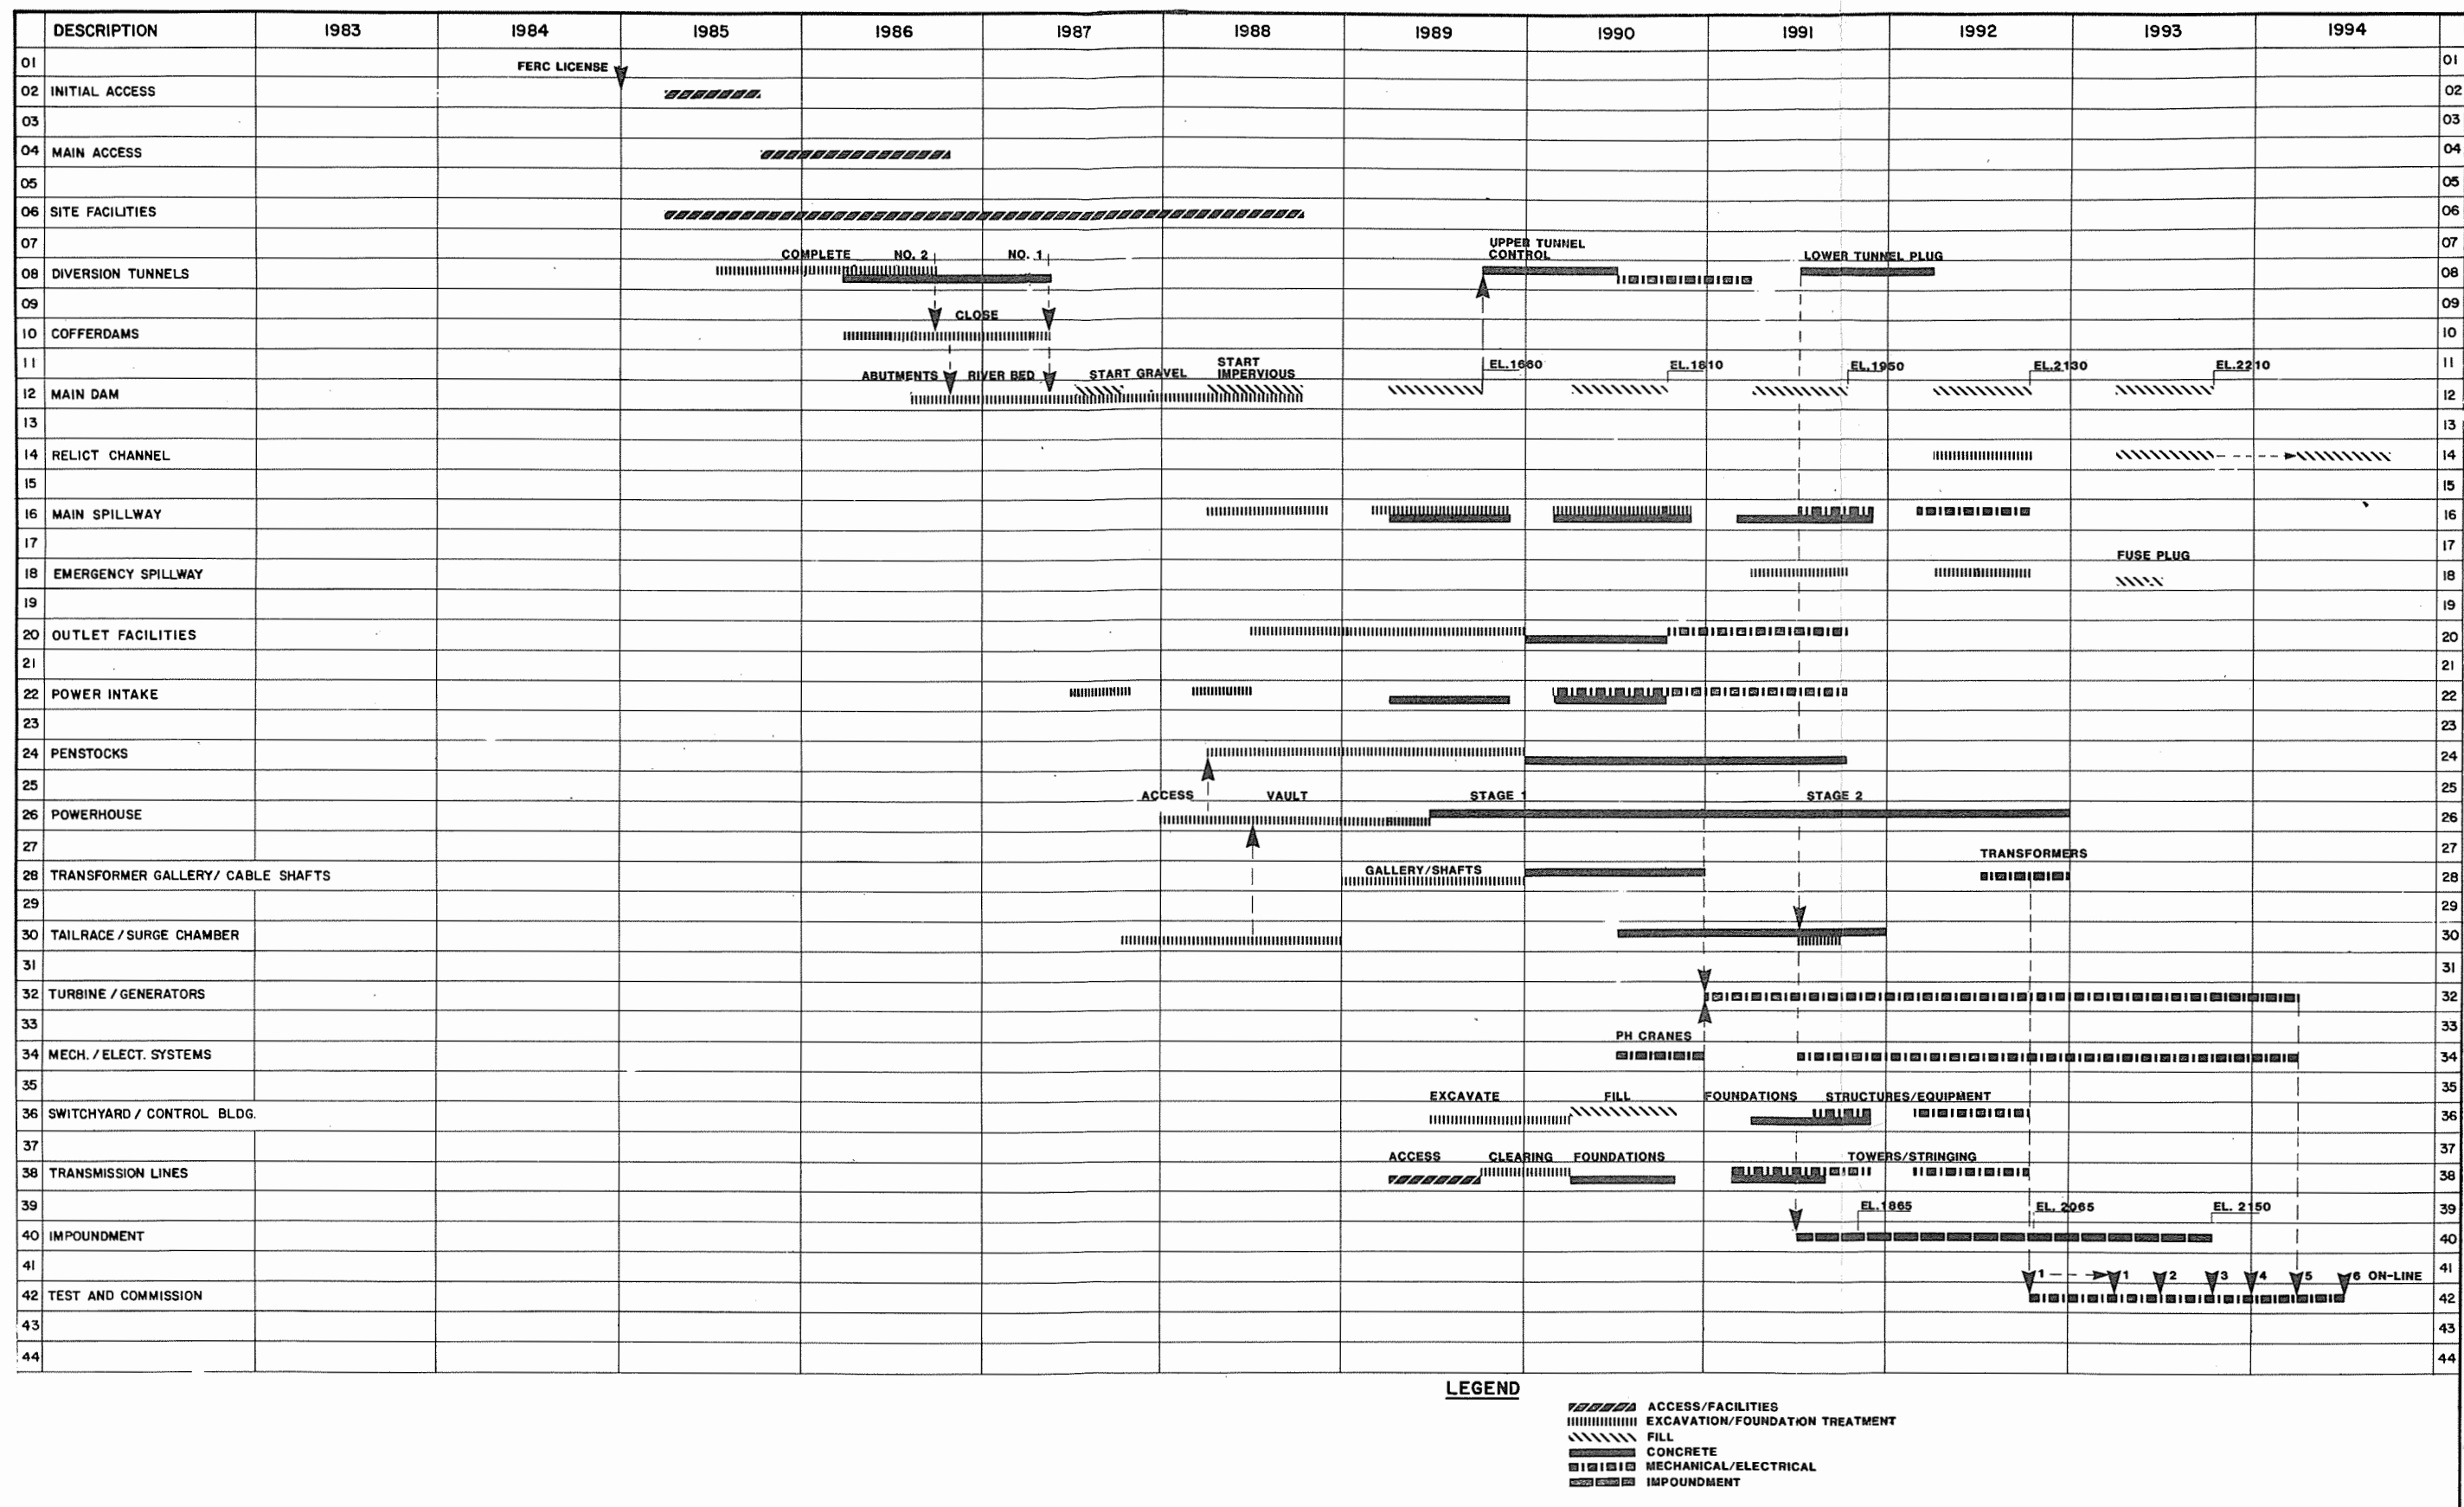 DESCRIPTION 1983 1984 1985 1986 1987 1988 1989 1990 1991 1992 1993 1994
01 FERC LICENSE 01
02 INITIAL ACCESS 02
03 03
04 MAIN ACCESS 04
05 05
06 SITE FACILITIES 06
07 UPPER TUNNEL 07
COMPLETE NO. 2 NO. 1 CONTROL LOWER TUNNEL PLUG
08 DIVERSION TUNNELS 08
09 09
CLOSE
10 COFFERDAMS 10
11 START EL.1660 EL.1810 EL.1950 EL.2130 EL.2210 11
ABUTMENTS RIVER BED START GRAVEL IMPERVIOUS
12 MAIN DAM 12
13 13
14 RELICT CHANNEL 14
15 15
16 MAIN SPILLWAY 16
17 17
FUSE PLUG
18 EMERGENCY SPILLWAY 18
19 19
20 OUTLET FACILITIES 20
21 21
22 POWER INTAKE 22
23 23
24 PENSTOCKS 24
25 25
ACCESS VAULT STAGE 1 STAGE 2
26 POWERHOUSE 26
27 27
TRANSFORMERS
28 TRANSFORMER GALLERY/ CABLE SHAFTS GALLERY/SHAFTS 28
29 29
30 TAILRACE / SURGE CHAMBER 30
31 31
32 TURBINE / GENERATORS 32
33 33
PH CRANES
34 MECH. / ELECT. SYSTEMS 34
35 35
EXCAVATE FILL FOUNDATIONS STRUCTURES/EQUIPMENT
36 SWITCHYARD / CONTROL BLDG. 36
37 37
ACCESS CLEARING FOUNDATIONS TOWERS/STRINGING
38 TRANSMISSION LINES 38
39 EL.1865 EL. 2065 EL. 2150 39
40 IMPOUNDMENT 40
41 1 1 2 3 4 5 6 ON-LINE 41
42 TEST AND COMMISSION 42
43 43
44 44
LEGEND
ACCESS/FACILITIES
EXCAVATION/FOUNDATION TREATMENT
FILL
CONCRETE
MECHANICAL/ELECTRICAL
IMPOUNDMENT